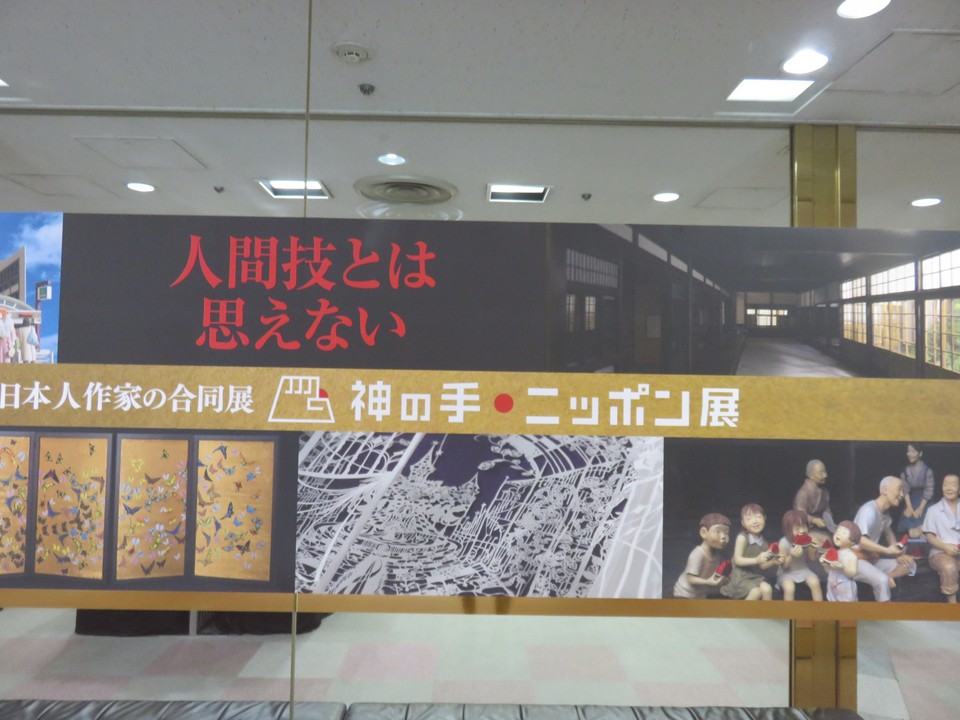 人間技とは
思えない
日本人作家の合同展
神の手●ニッポン展